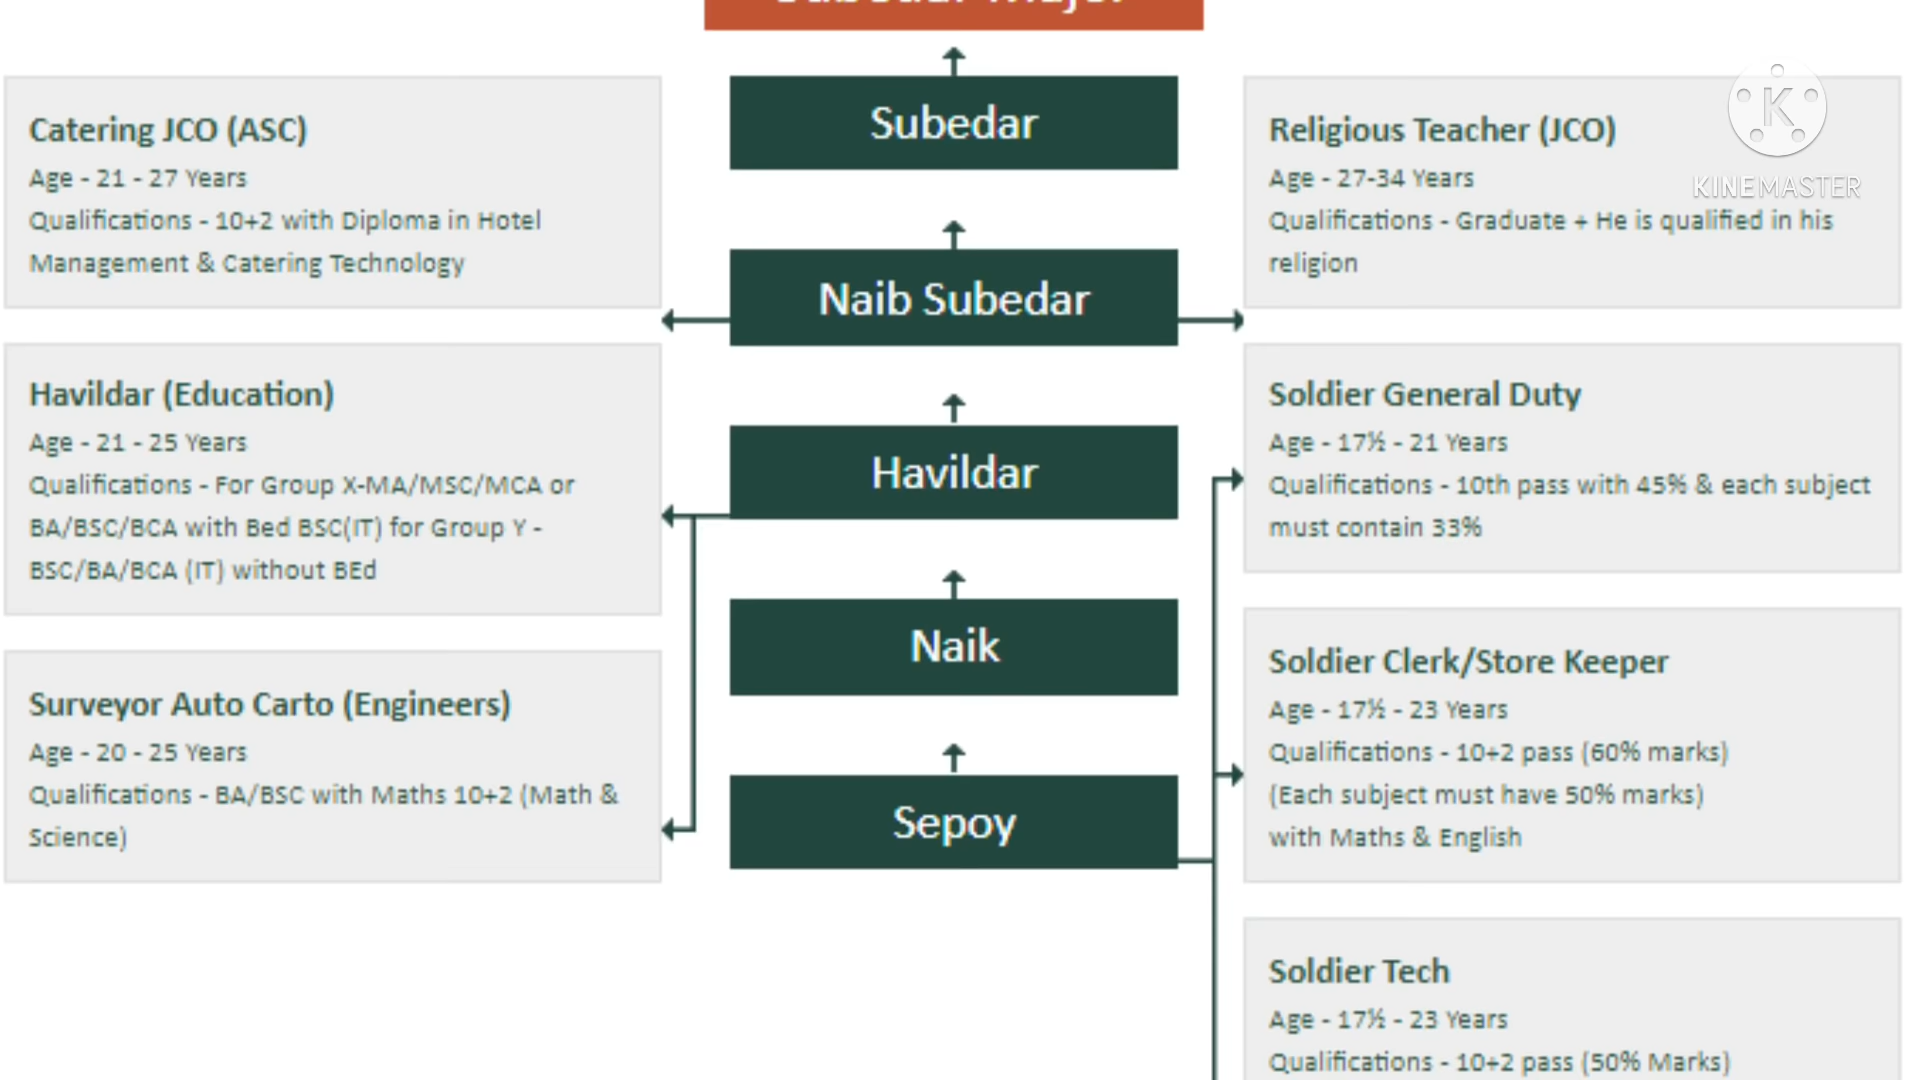 Subedar Major
Catering JCO (ASC)
Age - 21 - 27 Years
Qualifications - 10+2 with Diploma in Hotel
Management & Catering Technology
Havildar (Education)
Age - 21 - 25 Years
Qualifications - For Group X-MA/MSC/MCA or
BA/BSC/BCA with Bed BSC(IT) for Group Y -
BSC/BA/BCA (IT) without BEd
Surveyor Auto Carto (Engineers)
Age - 20 - 25 Years
Qualifications - BA/BSC with Maths 10+2 (Math &
Science)
Subedar
Naib Subedar
Havildar
Naik
Sepoy
Religious Teacher (JCO)
Age - 27-34 Years
Qualifications - Graduate + He is qualified in his
religion
Soldier General Duty
Age - 17½ - 21 Years
Qualifications - 10th pass with 45% & each subject
must contain 33%
Soldier Clerk/Store Keeper
Age - 17½ - 23 Years
Qualifications - 10+2 pass (60% marks)
(Each subject must have 50% marks)
with Maths & English
Soldier Tech
Age - 17½ - 23 Years
Qualifications - 10+2 pass (50% Marks)
K
KINEMASTER